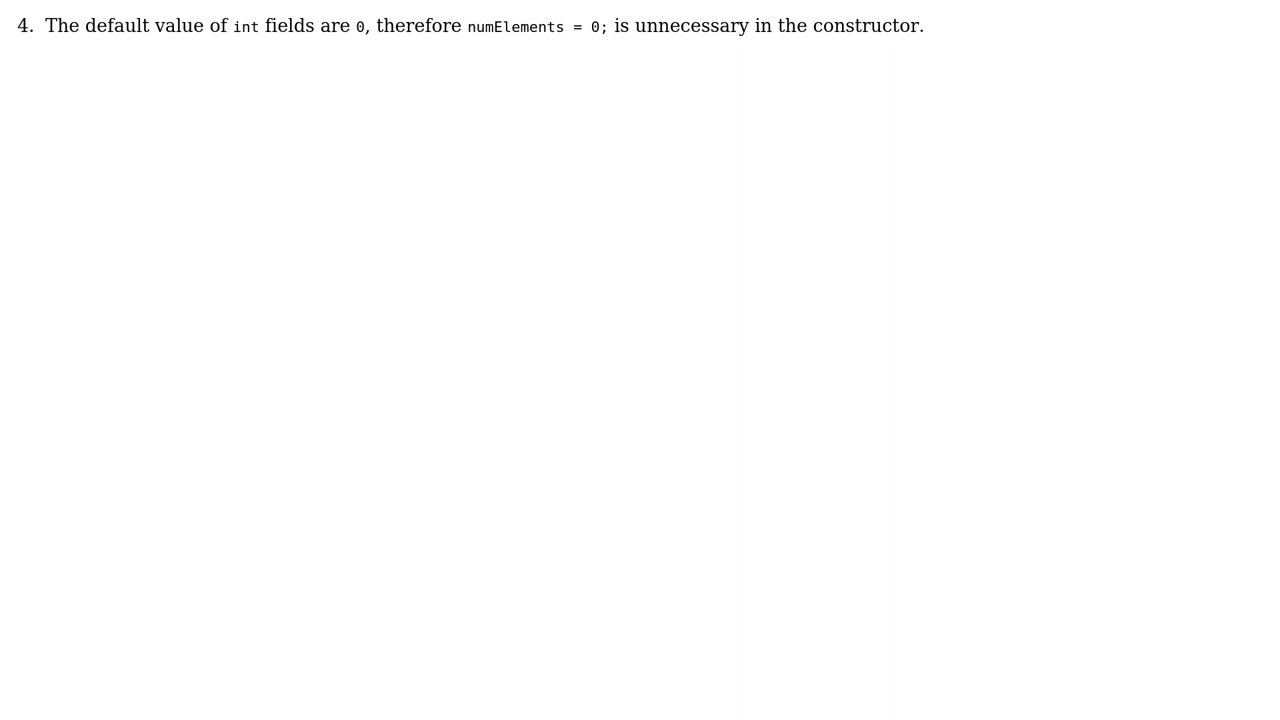 4. The default value of int fields are 0, therefore numElements = 0; is unnecessary in the constructor.